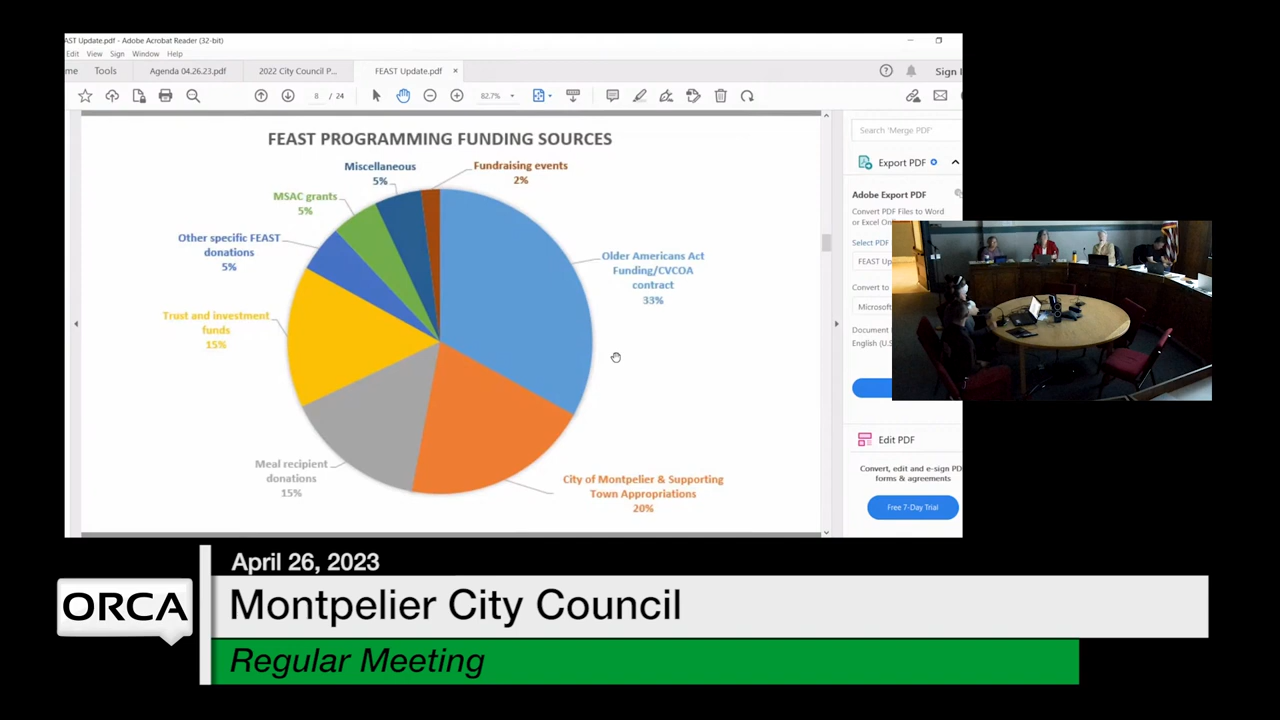 AST Update.pdf - Adobe Acrobat Reader (32-bit)
Edit View Sign Window Help
me Tools Agenda 04.26.23.pdf 2022 City Council P... FEAST Update.pdf × Sign I
8 / 24 82.7%
FEAST PROGRAMMING FUNDING SOURCES
Miscellaneous
5%
Fundraising events
2%
MSAC grants
5%
Other specific FEAST
donations
5%
Older Americans Act
Funding/CVCOA
contract
33%
Trust and investment
funds
15%
Meal recipient
donations
15%
City of Montpelier & Supporting
Town Appropriations
20%
Search 'Merge PDF'
Export PDF
Adobe Export PDF
Convert PDF Files to Word
or Excel On
Select PDF
FEAST Up
Convert to
Microsof
Document
English (U.S
Edit PDF
Convert, edit and e-sign PD
forms & agreements
Free 7-Day Trial
April 26, 2023
ORCA
Montpelier City Council
Regular Meeting